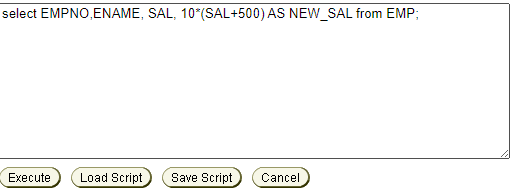 select EMPNO,ENAME, SAL, 10*(SAL+500) AS NEW_SAL from EMP;
Execute Load Script Save Script Cancel